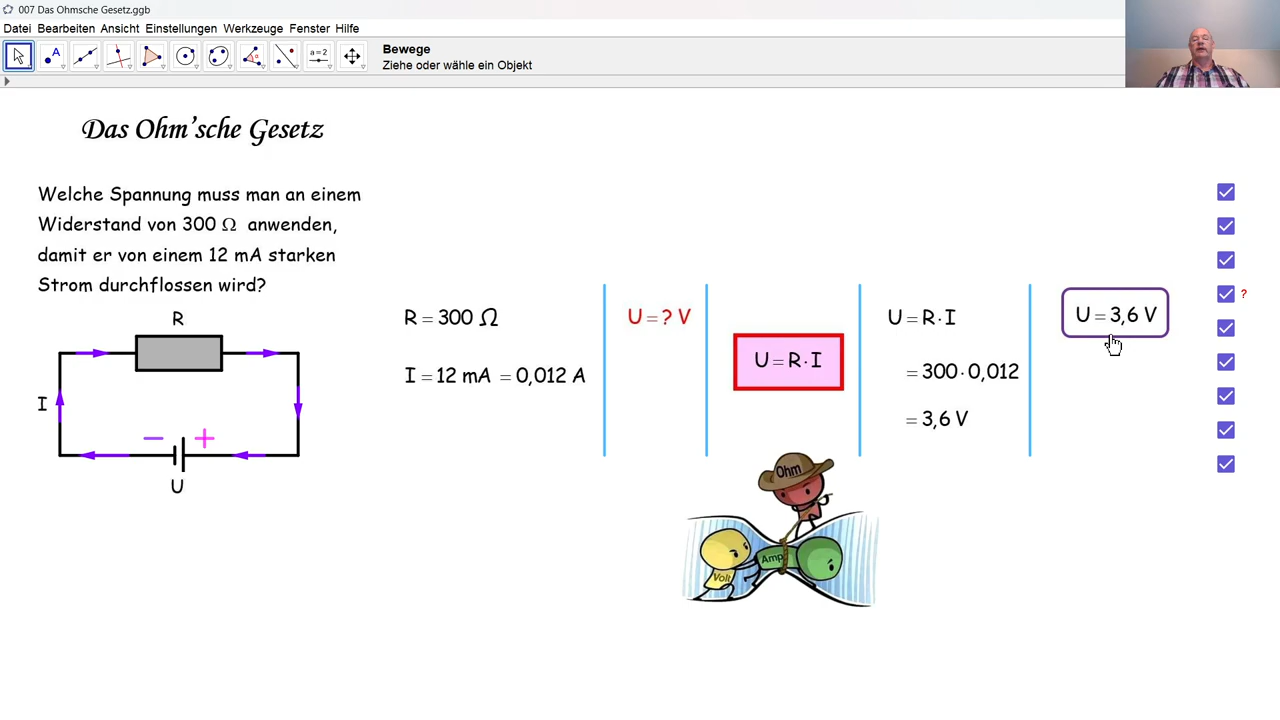 007 Das Ohmsche Gesetz.ggb
Datei Bearbeiten Ansicht Einstellungen Werkzeuge Fenster Hilfe
A
a=2
Bewege
Ziehe oder wähle ein Objekt
Das Ohm'sche Gesetz
Welche Spannung muss man an einem
Widerstand von 300 Ω anwenden,
damit er von einem 12 mA starken
Strom durchflossen wird?
R
I
− +
U
R = 300 Ω
I = 12 mA = 0,012 A
U = ? V
U = R · I
U = R · I
= 300 · 0,012
= 3,6 V
U = 3,6 V
?
Ohm
Volt
Amp